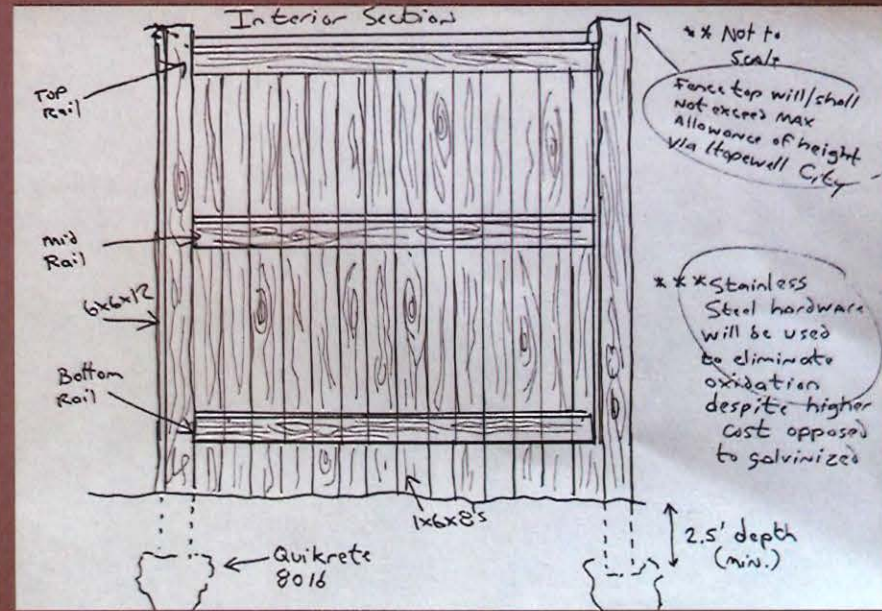 Interior Section
Top
Rail
** Not to
Scale
Fence top will/shall
Not exceed MAX
Allowance of height
via Hopewell City
mid
Rail
6x6x12
Bottom
Rail
*** Stainless
Steel hardware
will be used
to eliminate
oxidation
despite higher
cost opposed
to galvinized
1x6x8's
2.5' depth
(min.)
Quikrete
80lb